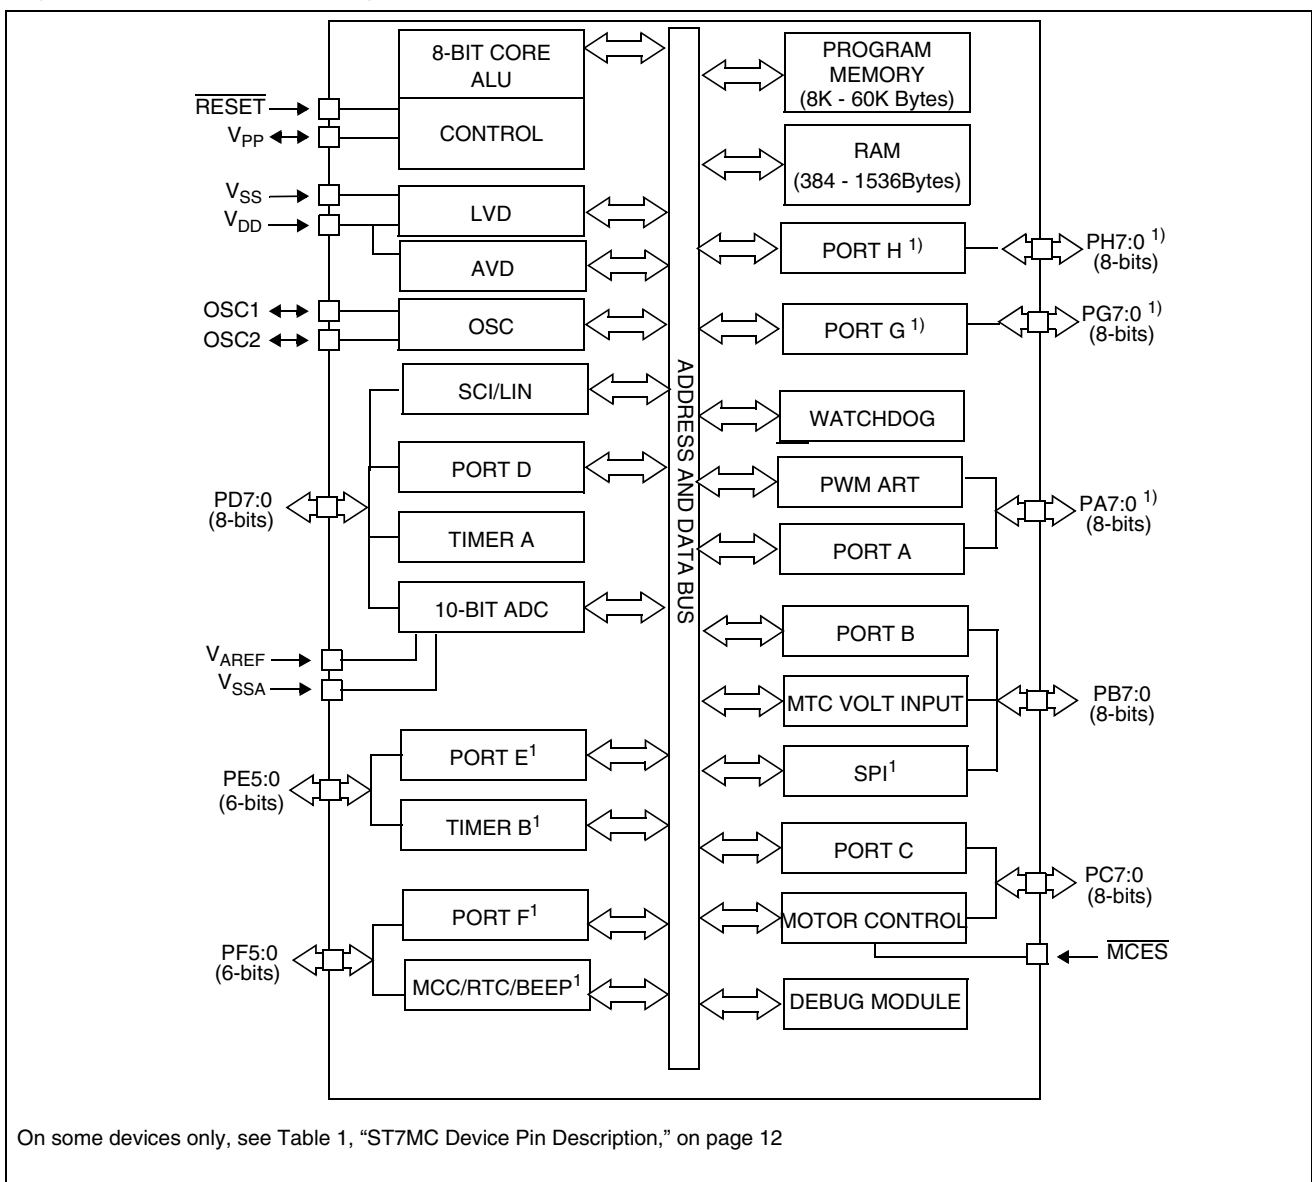 8-BIT CORE
ALU
CONTROL
RESET
VPP
VSS
VDD
LVD
AVD
OSC1
OSC2
OSC
SCI/LIN
PORT D
PD7:0
(8-bits)
TIMER A
10-BIT ADC
VAREF
VSSA
PORT E1
PE5:0
(6-bits)
TIMER B1
PORT F1
PF5:0
(6-bits)
MCC/RTC/BEEP1
ADDRESS AND DATA BUS
PROGRAM
MEMORY
(8K - 60K Bytes)
RAM
(384 - 1536Bytes)
PORT H 1)
PH7:0 1)
(8-bits)
PORT G 1)
PG7:0 1)
(8-bits)
WATCHDOG
PWM ART
PA7:0 1)
(8-bits)
PORT A
PORT B
MTC VOLT INPUT
PB7:0
(8-bits)
SPI1
PORT C
PC7:0
(8-bits)
MOTOR CONTROL
MCES
DEBUG MODULE
On some devices only, see Table 1, “ST7MC Device Pin Description,” on page 12